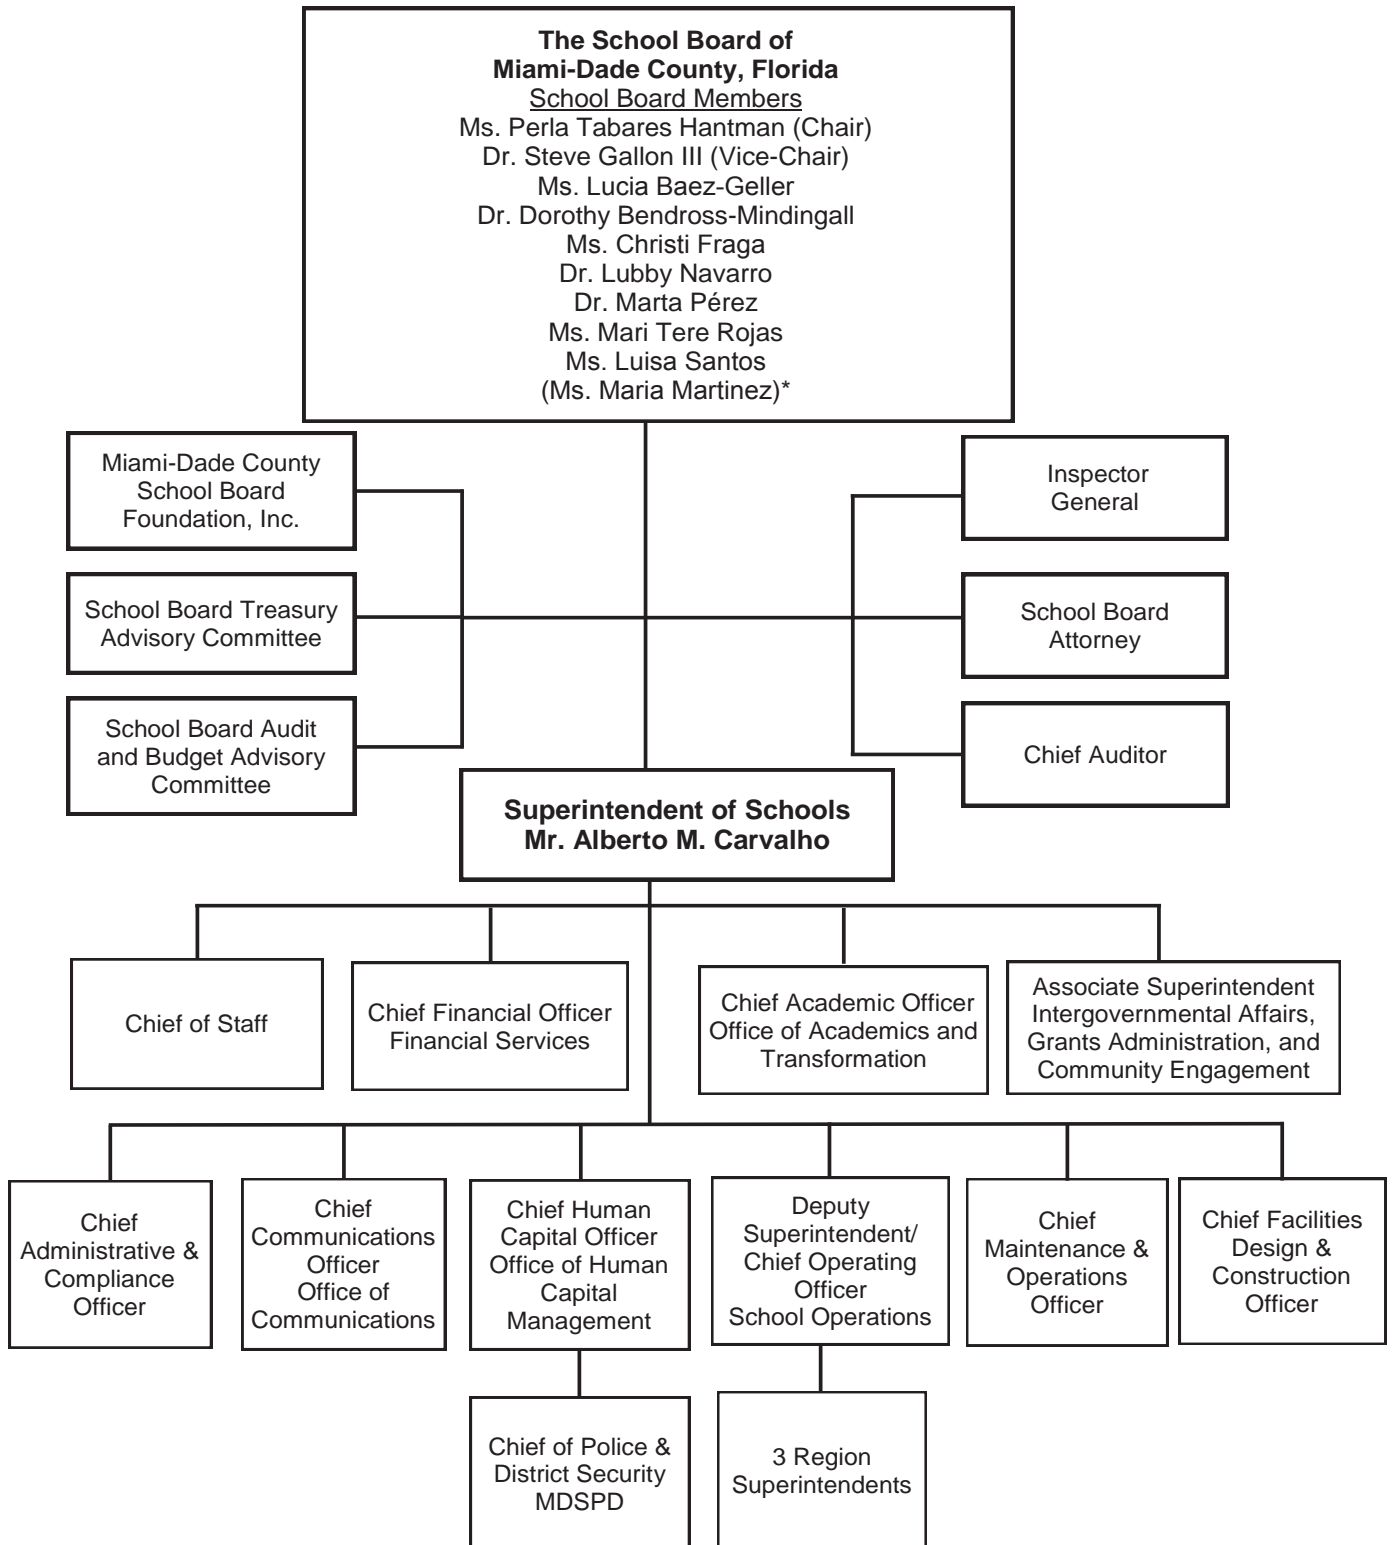 The School Board of
Miami-Dade County, Florida
School Board Members
Ms. Perla Tabares Hantman (Chair)
Dr. Steve Gallon III (Vice-Chair)
Ms. Lucia Baez-Geller
Dr. Dorothy Bendross-Mindingall
Ms. Christi Fraga
Dr. Lubby Navarro
Dr. Marta Pérez
Ms. Mari Tere Rojas
Ms. Luisa Santos
(Ms. Maria Martinez)*
Miami-Dade County
School Board
Foundation, Inc.
Inspector
General
School Board Treasury
Advisory Committee
School Board
Attorney
School Board Audit
and Budget Advisory
Committee
Chief Auditor
Superintendent of Schools
Mr. Alberto M. Carvalho
Chief of Staff
Chief Financial Officer
Financial Services
Chief Academic Officer
Office of Academics and
Transformation
Associate Superintendent
Intergovernmental Affairs,
Grants Administration, and
Community Engagement
Chief
Administrative &
Compliance
Officer
Chief
Communications
Officer
Office of
Communications
Chief Human
Capital Officer
Office of Human
Capital
Management
Deputy
Superintendent/
Chief Operating
Officer
School Operations
Chief
Maintenance &
Operations
Officer
Chief Facilities
Design &
Construction
Officer
Chief of Police &
District Security
MDSPD
3 Region
Superintendents